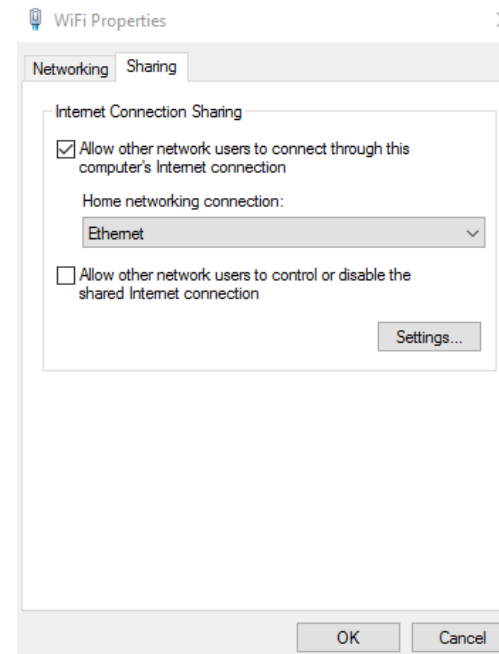 WiFi Properties
Networking
Sharing
Internet Connection Sharing
Allow other network users to connect through this
computer's Internet connection
Home networking connection:
Ethernet
Allow other network users to control or disable the
shared Internet connection
Settings...
OK
Cancel